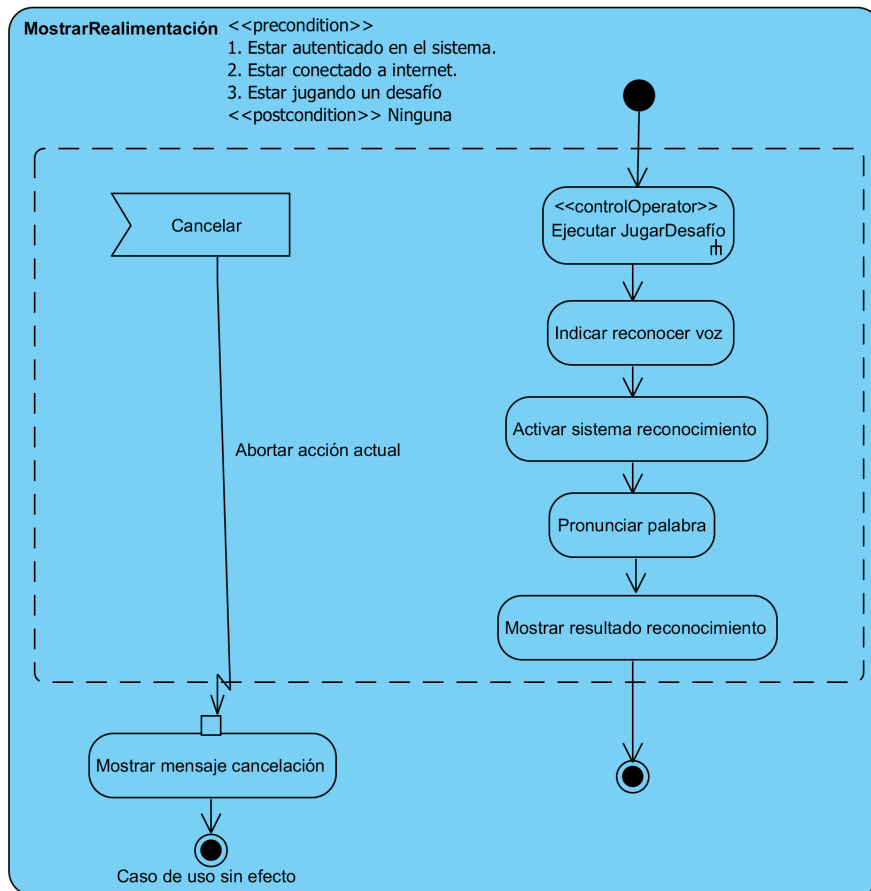 MostrarRealimentación <<precondition>>
1. Estar autenticado en el sistema.
2. Estar conectado a internet.
3. Estar jugando un desafío
<<postcondition>> Ninguna
Cancelar
<<controlOperator>>
Ejecutar JugarDesafío
Indicar reconocer voz
Activar sistema reconocimiento
Abortar acción actual
Pronunciar palabra
Mostrar resultado reconocimiento
Mostrar mensaje cancelación
Caso de uso sin efecto